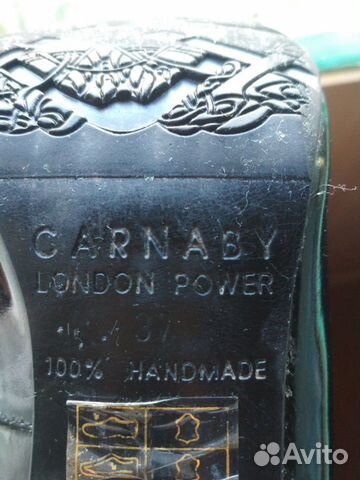 CARNABY
LONDON POWER
37
100% HANDMADE
Avito